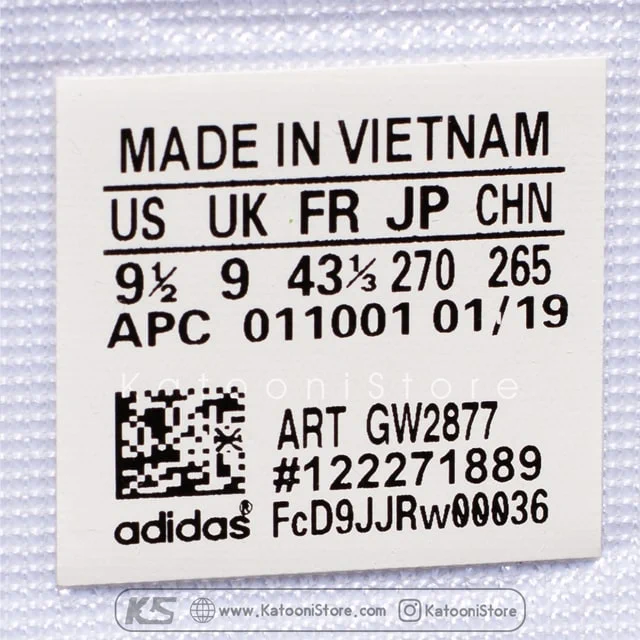 MADE IN VIETNAM
US UK FR JP CHN
9½ 9 43⅓ 270 265
APC 011001 01/19
KatooniStore
ART GW2877
#122271889
adidas® FcD9JJRw00036
KS www.KatooniStore.com KatooniStore